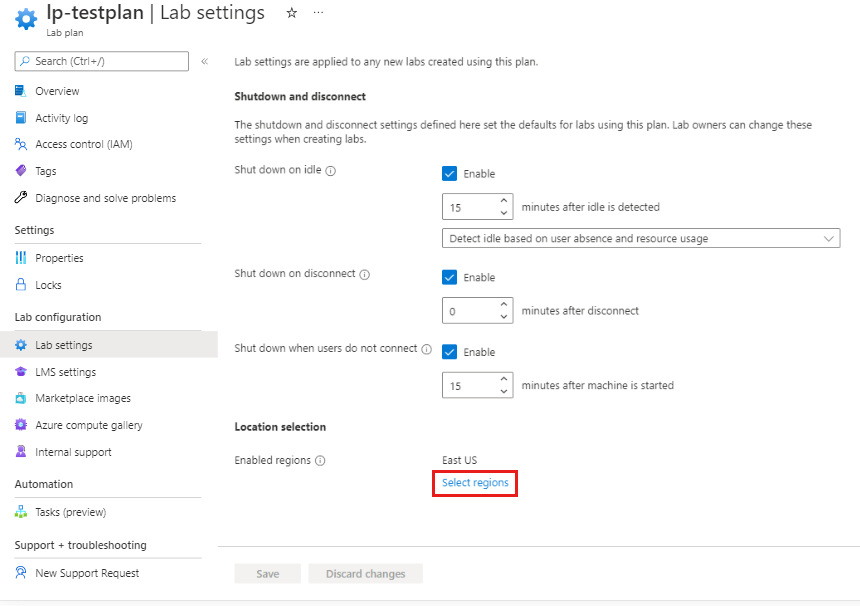 lp-testplan | Lab settings ☆ ...
Lab plan
Search (Ctrl+/) «
Overview
Activity log
Access control (IAM)
Tags
Diagnose and solve problems
Settings
Properties
Locks
Lab configuration
Lab settings
LMS settings
Marketplace images
Azure compute gallery
Internal support
Automation
Tasks (preview)
Support + troubleshooting
New Support Request
Lab settings are applied to any new labs created using this plan.
Shutdown and disconnect
The shutdown and disconnect settings defined here set the defaults for labs using this plan. Lab owners can change these
settings when creating labs.
Shut down on idle Enable
15 minutes after idle is detected
Detect idle based on user absence and resource usage
Shut down on disconnect Enable
0 minutes after disconnect
Shut down when users do not connect Enable
15 minutes after machine is started
Location selection
Enabled regions East US
Select regions
Save Discard changes